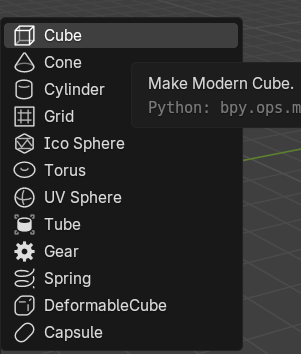 Cube
Cone
Cylinder
Grid
Ico Sphere
Torus
UV Sphere
Tube
Gear
Spring
DeformableCube
Capsule
Make Modern Cube.
Python: bpy.ops.m